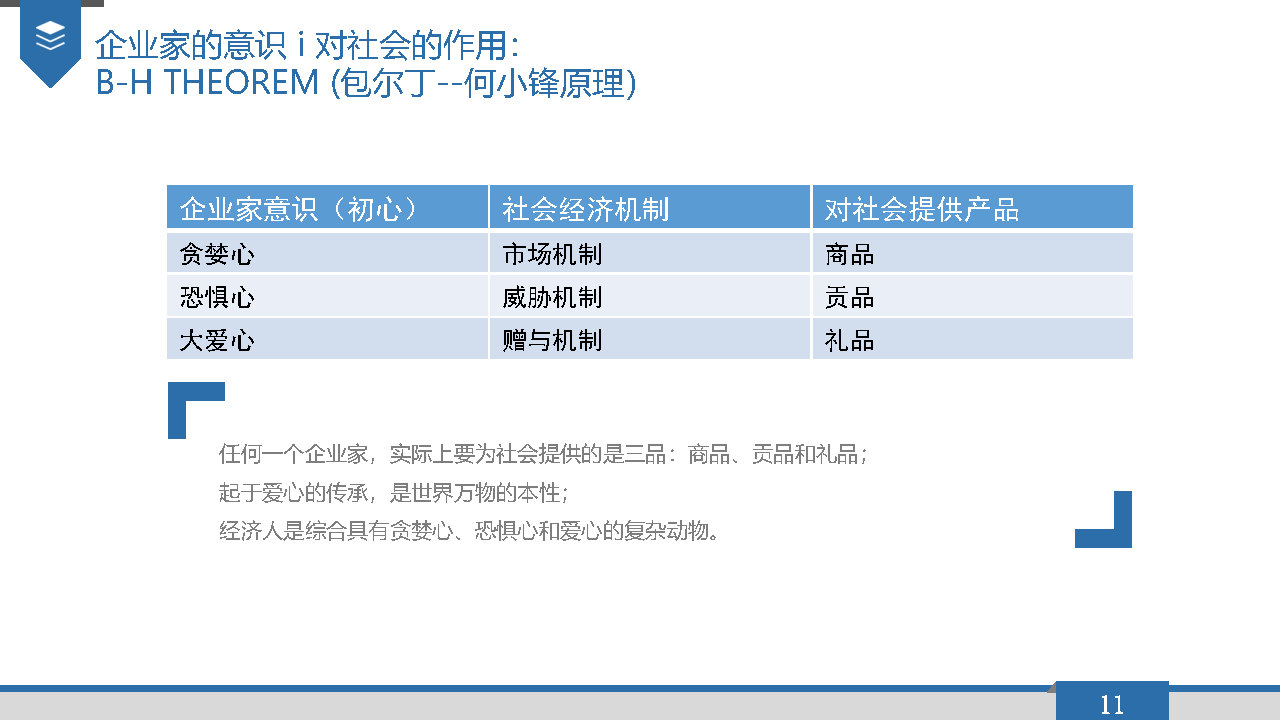 企业家的意识 i 对社会的作用：
B-H THEOREM (包尔丁--何小锋原理)
企业家意识（初心） 社会经济机制 对社会提供产品
贪婪心 市场机制 商品
恐惧心 威胁机制 贡品
大爱心 赠与机制 礼品
任何一个企业家，实际上要为社会提供的是三品：商品、贡品和礼品；
起于爱心的传承，是世界万物的本性；
经济人是综合具有贪婪心、恐惧心和爱心的复杂动物。
11